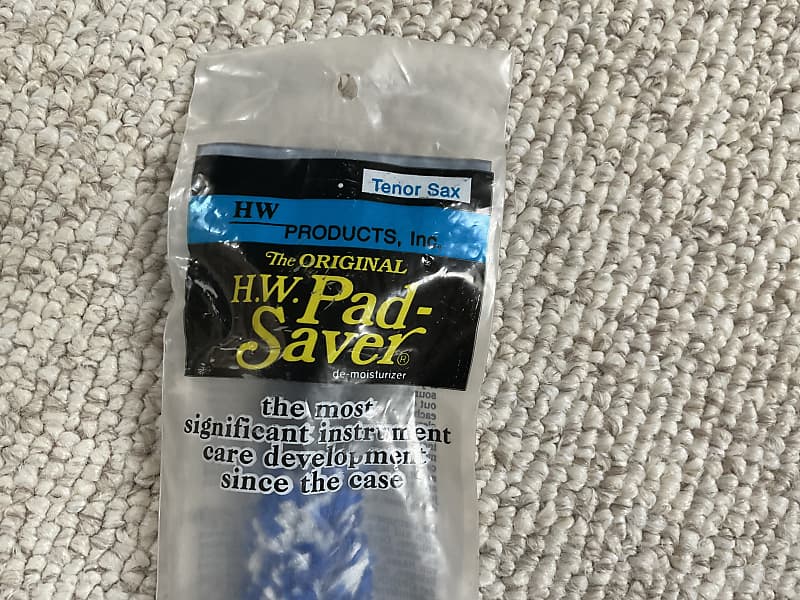 Tenor Sax
HW
PRODUCTS, Inc.
The ORIGINAL
H.W. Pad-
Saver®
de-moisturizer
the most
significant instrument
care development
since the case